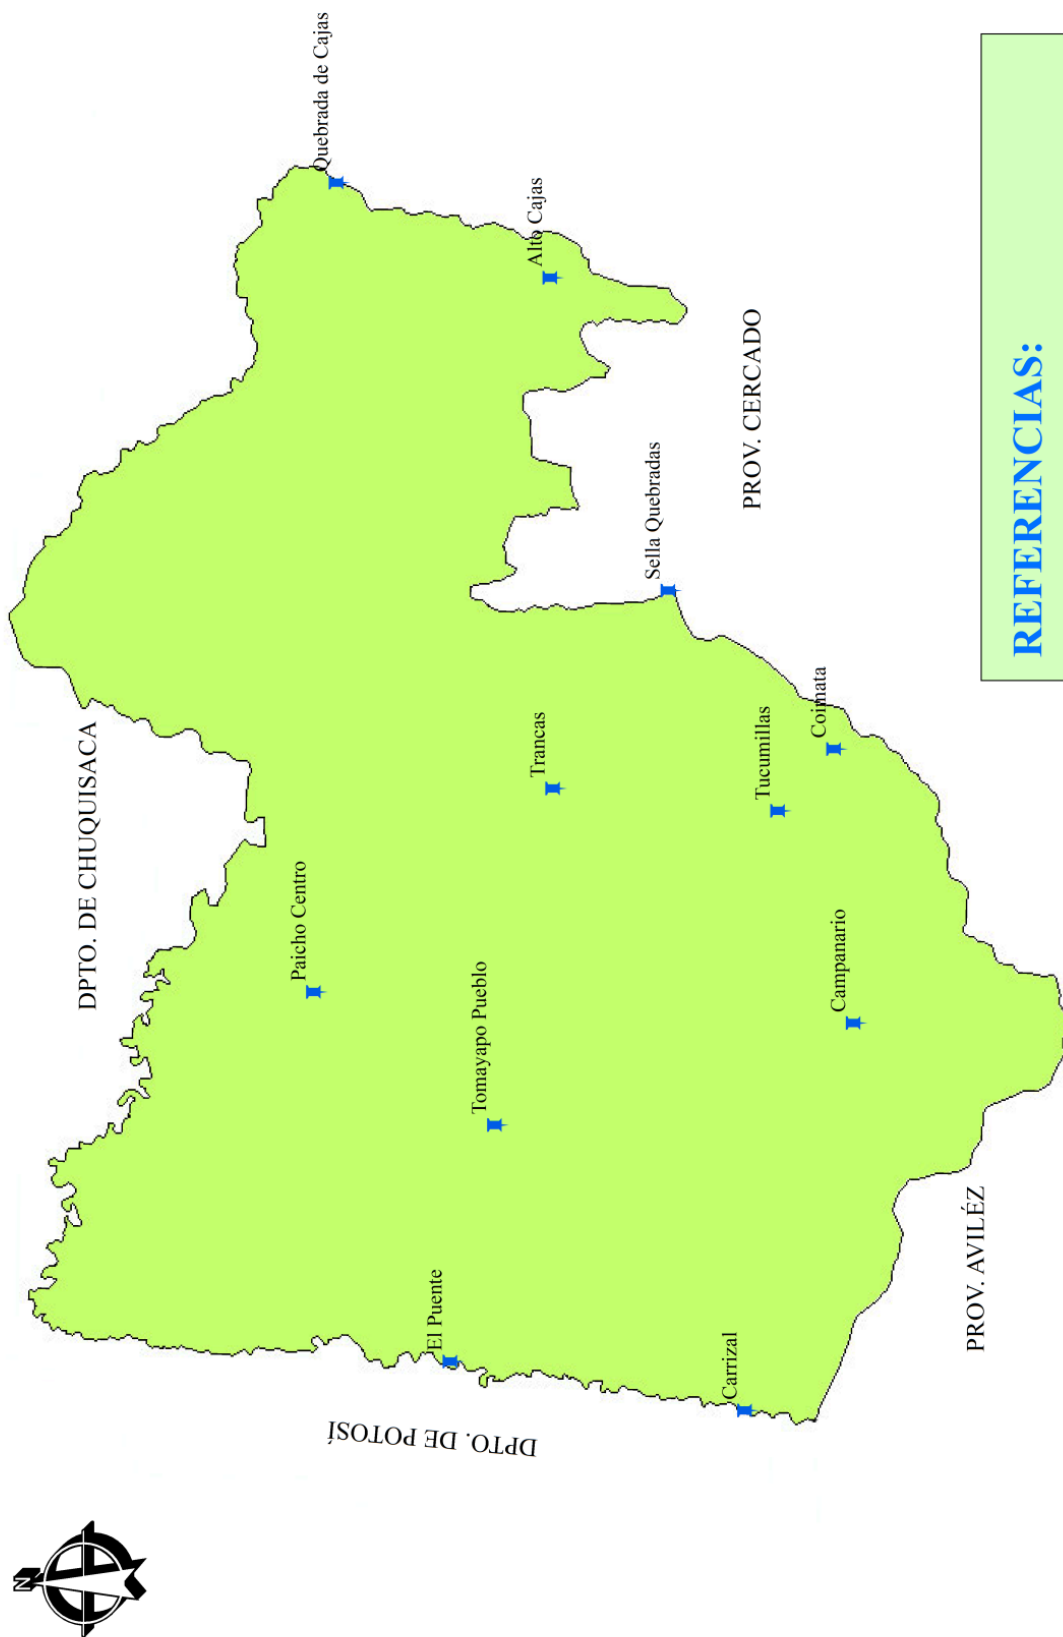 N
DPTO. DE CHUQUISACA
Quebrada de Cajas
Paicho Centro
El Puente
Tomayapo Pueblo
Trancas
Alto Cajas
DPTO. DE POTOSÍ
Sella Quebradas
PROV. CERCADO
Carrizal
Tucumillas
Coimata
Campanario
PROV. AVILÉZ
REFERENCIAS: